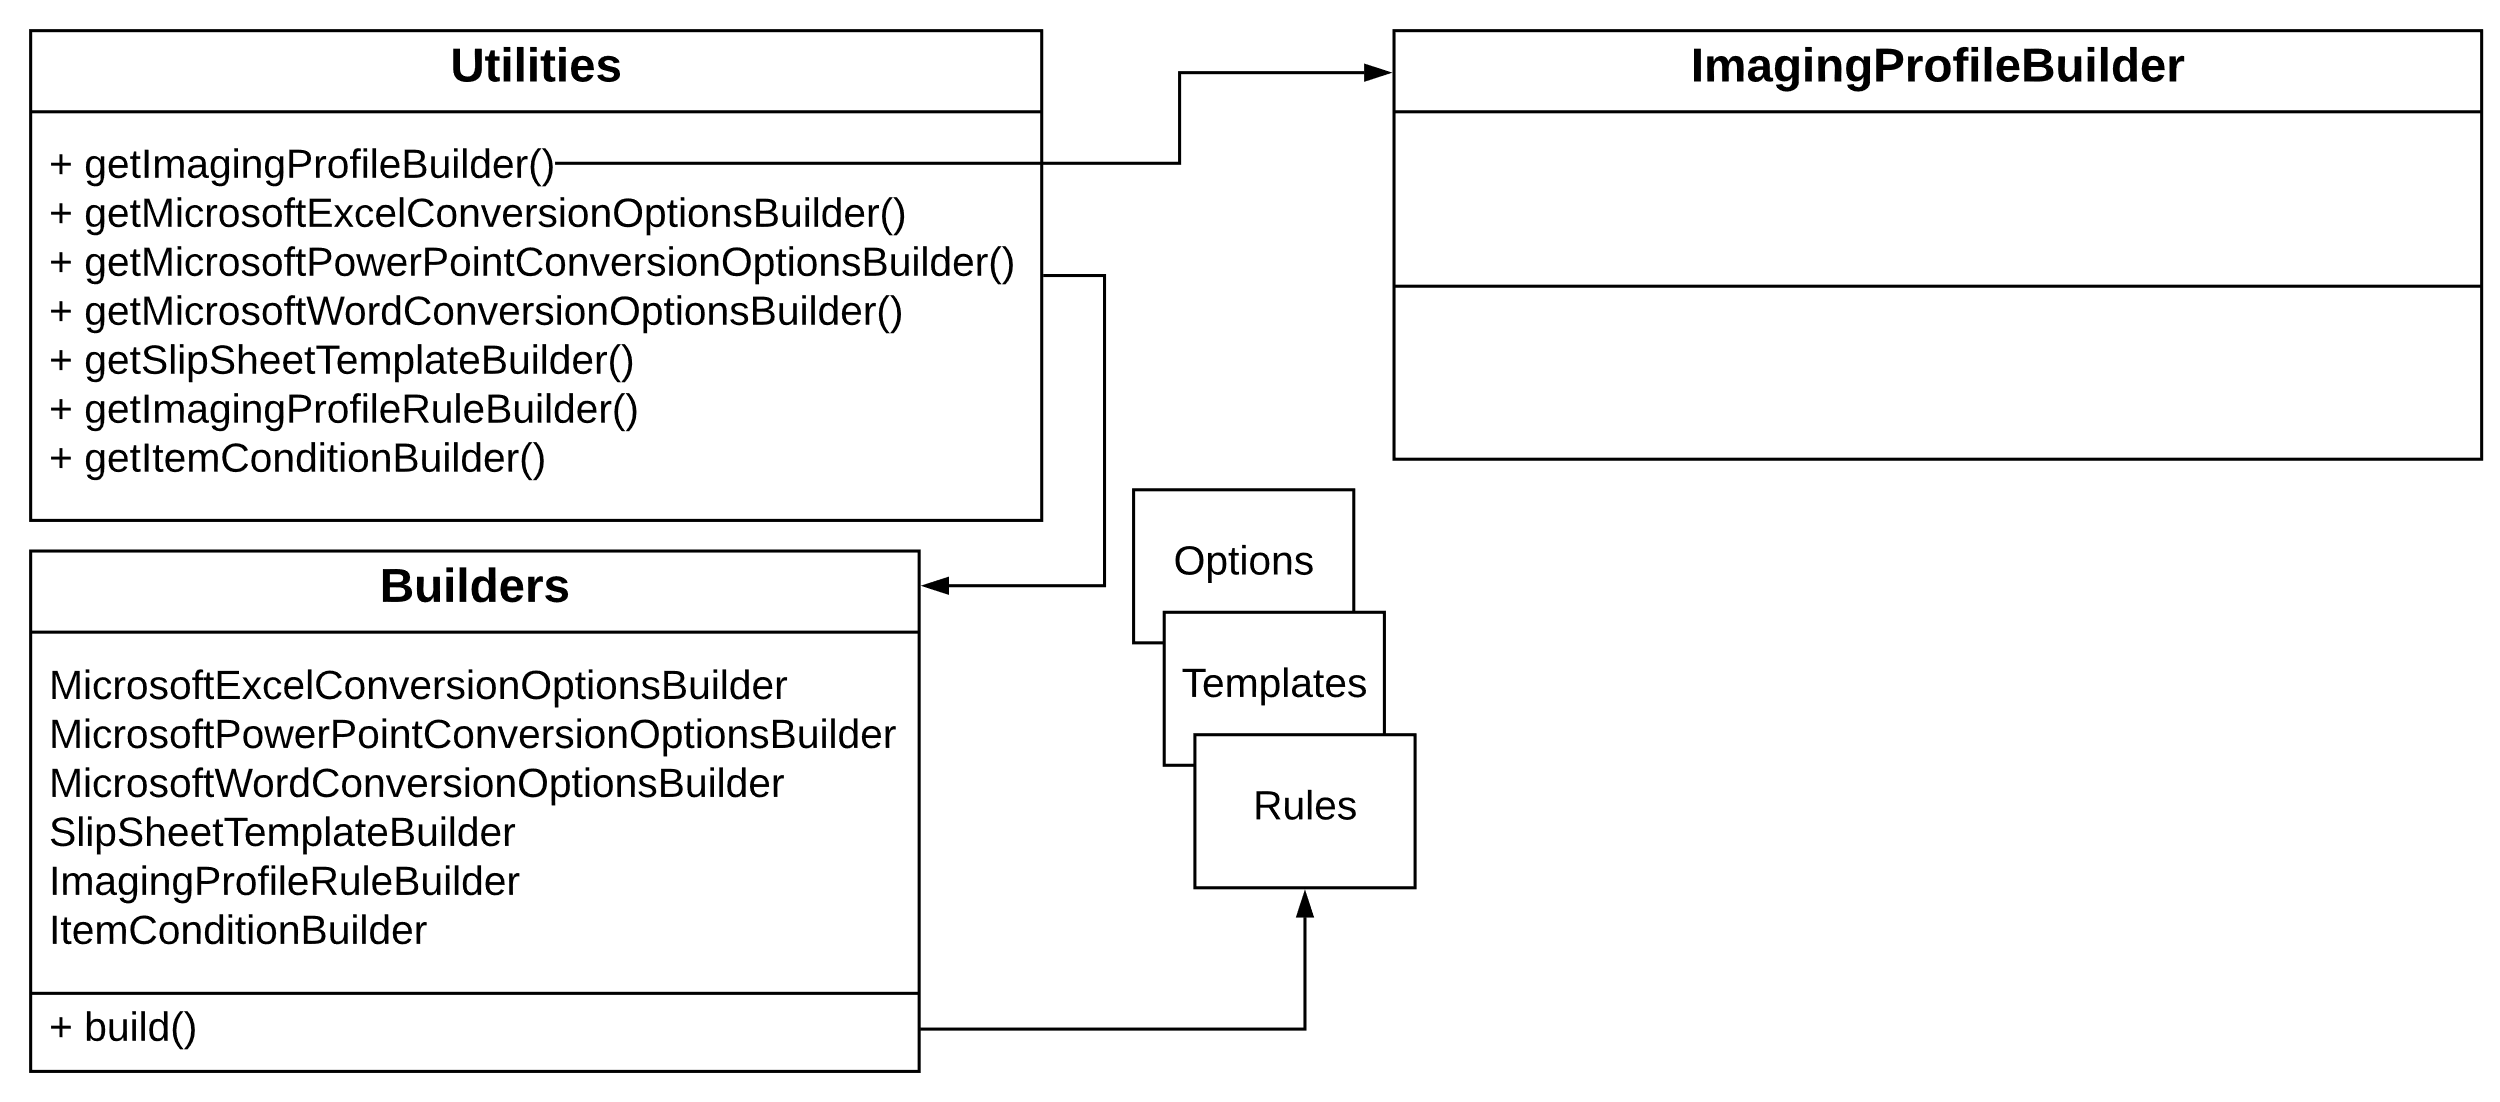 Utilities
+ getImagingProfileBuilder()
+ getMicrosoftExcelConversionOptionsBuilder()
+ getMicrosoftPowerPointConversionOptionsBuilder()
+ getMicrosoftWordConversionOptionsBuilder()
+ getSlipSheetTemplateBuilder()
+ getImagingProfileRuleBuilder()
+ getItemConditionBuilder()
ImagingProfileBuilder
Builders
MicrosoftExcelConversionOptionsBuilder
MicrosoftPowerPointConversionOptionsBuilder
MicrosoftWordConversionOptionsBuilder
SlipSheetTemplateBuilder
ImagingProfileRuleBuilder
ItemConditionBuilder
+ build()
Options
Templates
Rules